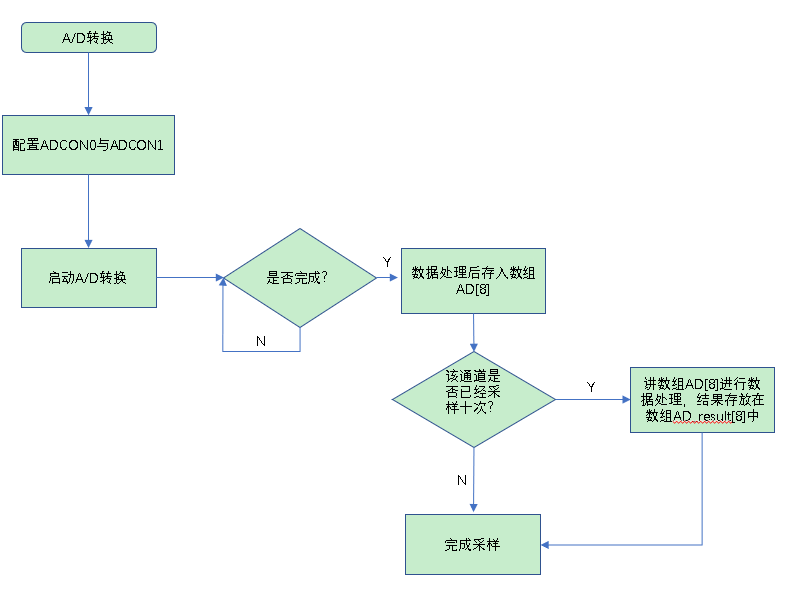 A/D转换
配置ADCON0与ADCON1
启动A/D转换
是否完成？
Y
N
数据处理后存入数组
AD[8]
该通道是
否已经采
样十次？
Y
N
讲数组AD[8]进行数
据处理，结果存放在
数组AD_result[8]中
完成采样